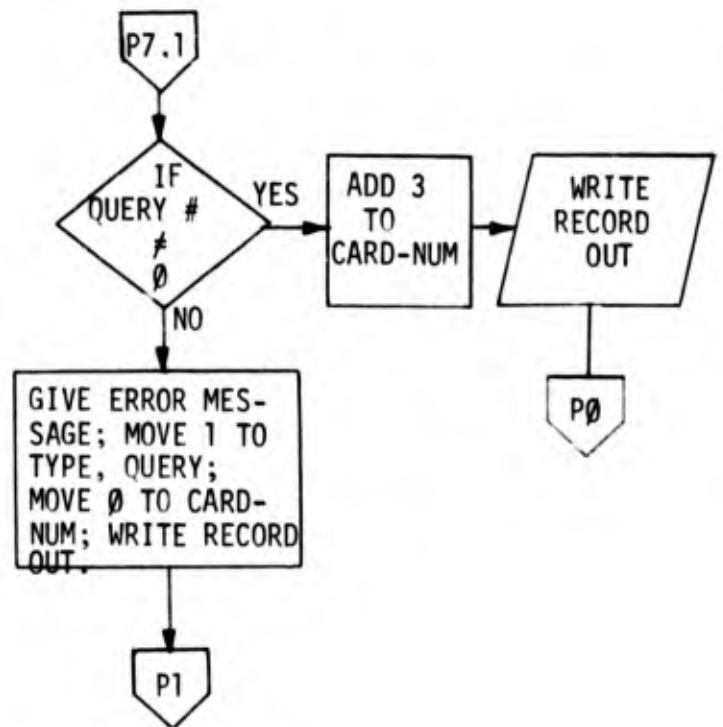 P7.1
IF
QUERY #
≠
Ø
YES
ADD 3
TO
CARD-NUM
WRITE
RECORD
OUT
NO
GIVE ERROR MES-
SAGE; MOVE 1 TO
TYPE, QUERY;
MOVE Ø TO CARD-
NUM; WRITE RECORD
OUT.
PØ
P1